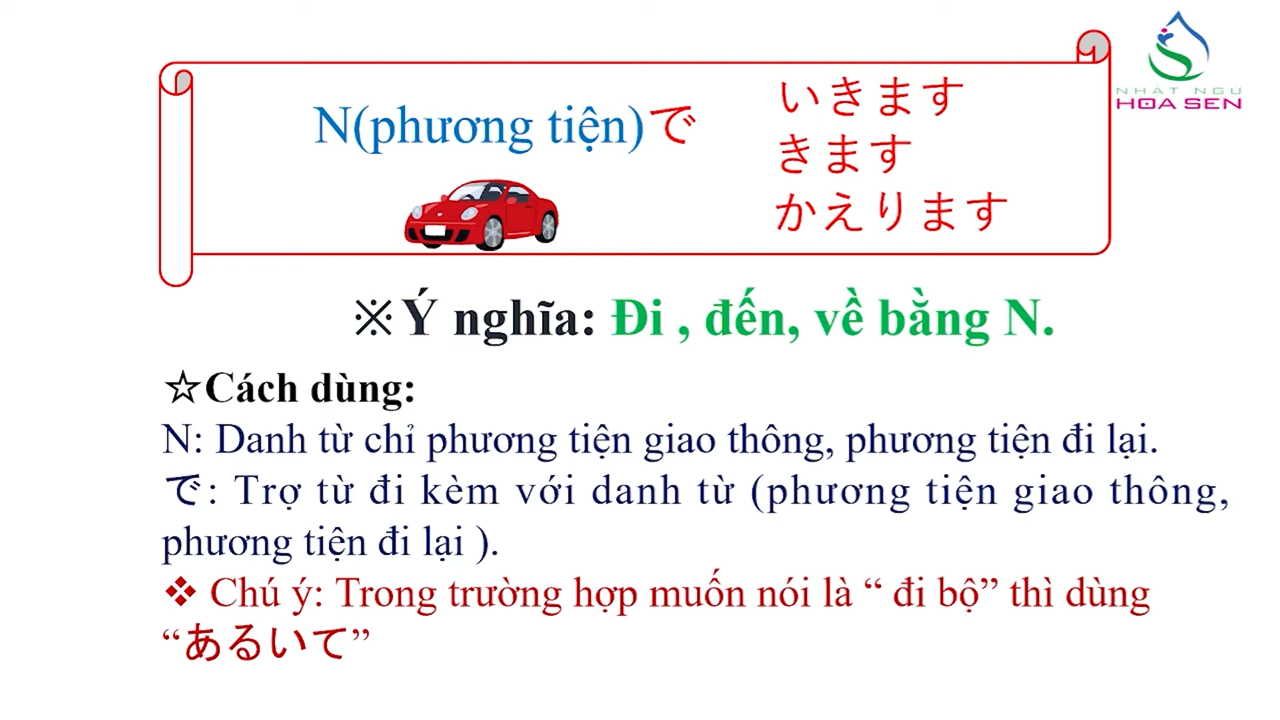 NHẬT NGỮ
HOA SEN
N(phương tiện)で
いきます
きます
かえります
※Ý nghĩa: Đi , đến, về bằng N.
☆Cách dùng:
N: Danh từ chỉ phương tiện giao thông, phương tiện đi lại.
で: Trợ từ đi kèm với danh từ (phương tiện giao thông,
phương tiện đi lại ).
❖ Chú ý: Trong trường hợp muốn nói là “ đi bộ” thì dùng
“あるいて”